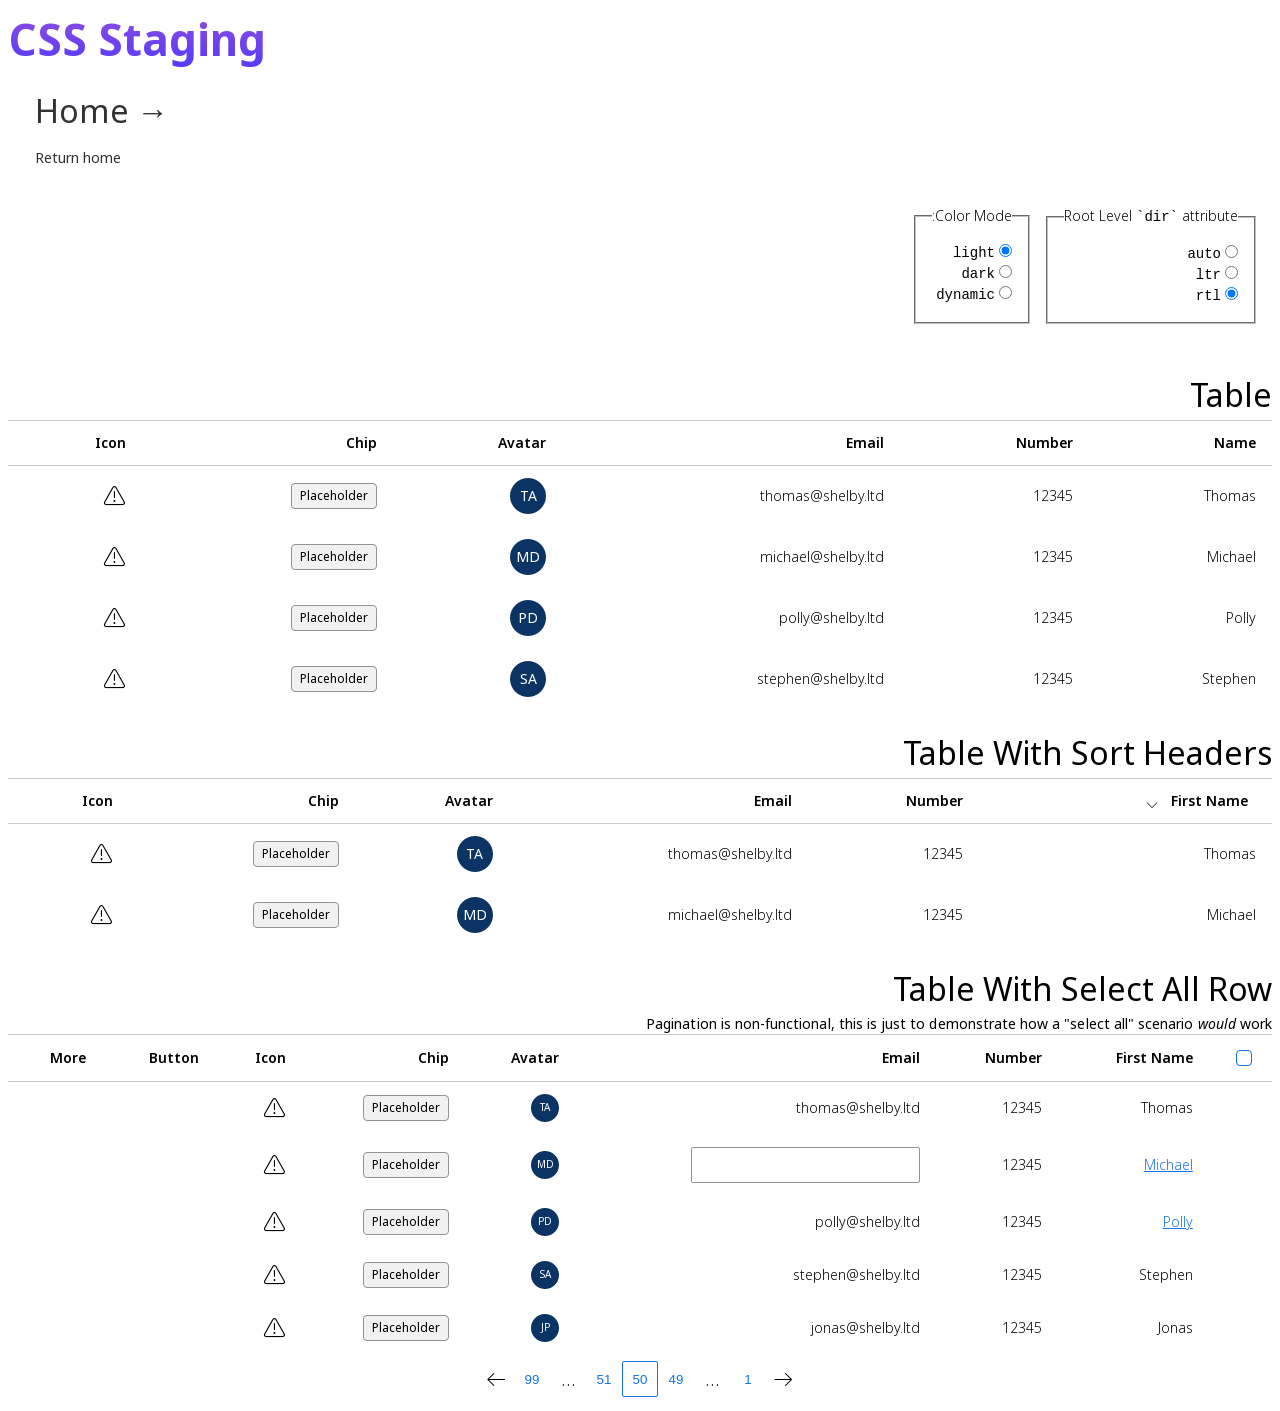 CSS Staging
Home →
Return home
:Color Mode
light
dark
dynamic
Root Level `dir` attribute
auto
ltr
rtl
Table
Icon Chip Avatar Email Number Name
Placeholder TA thomas@shelby.ltd 12345 Thomas
Placeholder MD michael@shelby.ltd 12345 Michael
Placeholder PD polly@shelby.ltd 12345 Polly
Placeholder SA stephen@shelby.ltd 12345 Stephen
Table With Sort Headers
Icon Chip Avatar Email Number First Name
Placeholder TA thomas@shelby.ltd 12345 Thomas
Placeholder MD michael@shelby.ltd 12345 Michael
Table With Select All Row
Pagination is non-functional, this is just to demonstrate how a "select all" scenario would work
More Button Icon Chip Avatar Email Number First Name
Placeholder TA thomas@shelby.ltd 12345 Thomas
Placeholder MD 12345 Michael
Placeholder PD polly@shelby.ltd 12345 Polly
Placeholder SA stephen@shelby.ltd 12345 Stephen
Placeholder JP jonas@shelby.ltd 12345 Jonas
99 ... 51 50 49 ... 1